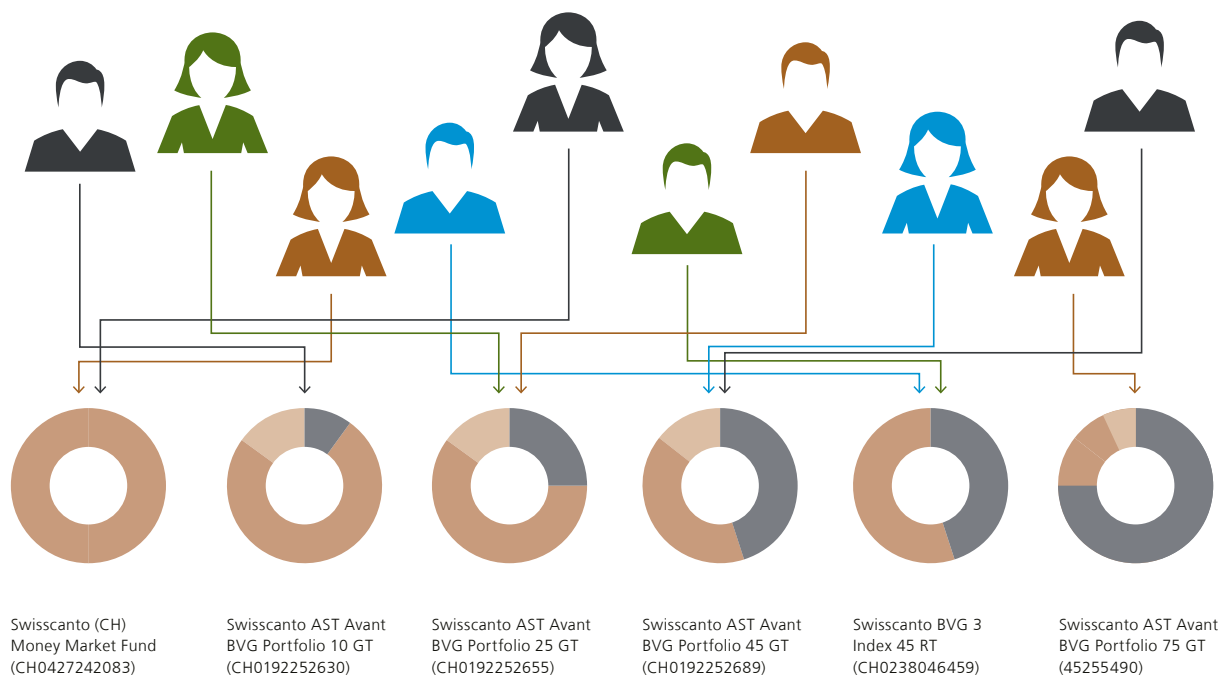 Swisscanto (CH)
Money Market Fund
(CH0427242083)
Swisscanto AST Avant
BVG Portfolio 10 GT
(CH0192252630)
Swisscanto AST Avant
BVG Portfolio 25 GT
(CH0192252655)
Swisscanto AST Avant
BVG Portfolio 45 GT
(CH0192252689)
Swisscanto BVG 3
Index 45 RT
(CH0238046459)
Swisscanto AST Avant
BVG Portfolio 75 GT
(45255490)